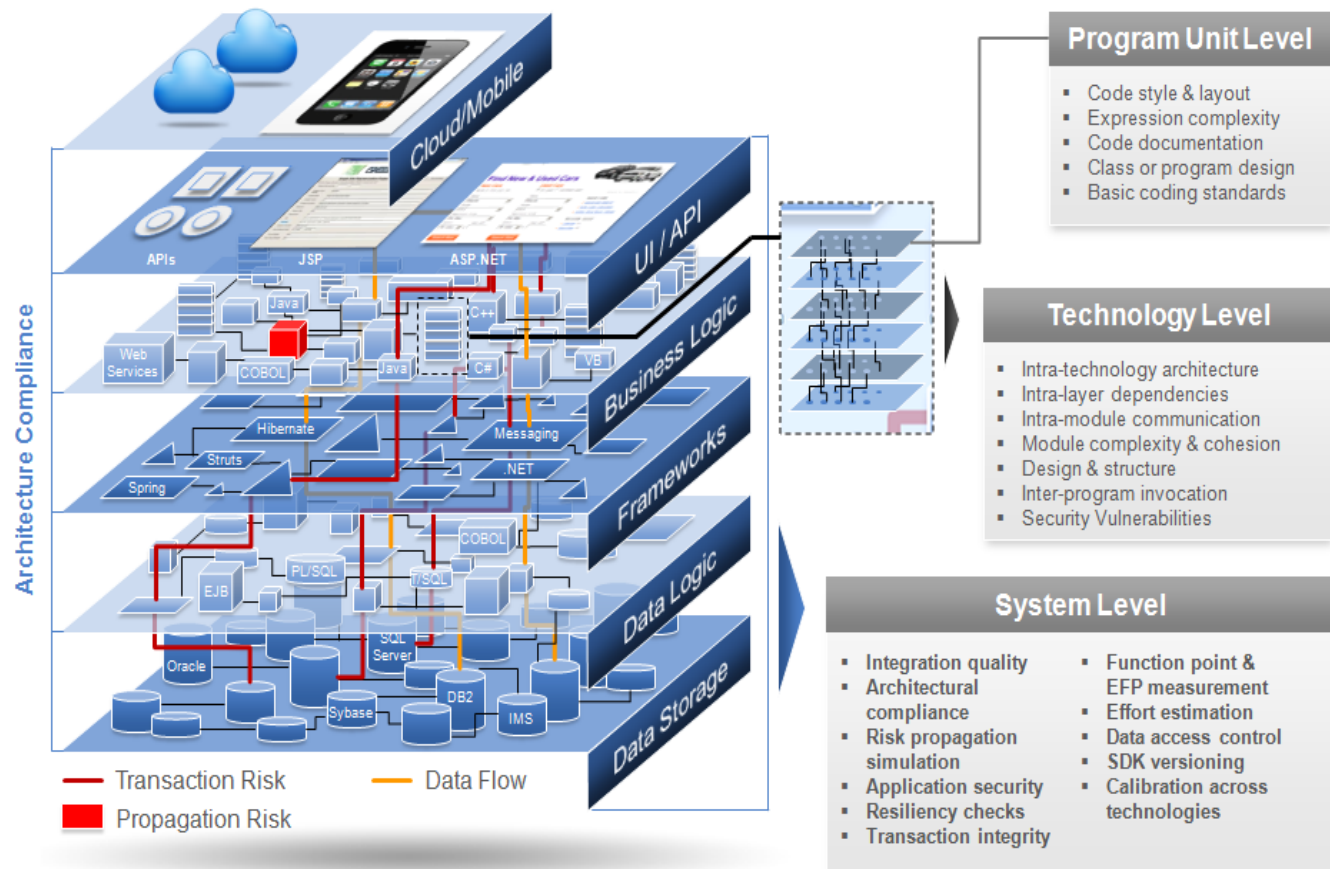 Cloud/Mobile
Find New & Used Cars
UI / API
APIs
JSP
ASP.NET
Architecture Compliance
Business Logic
Java
C++
Web
Services
COBOL
Java
C#
VB
Frameworks
Hibernate
Messaging
Struts
.NET
Spring
Data Logic
COBOL
PL/SQL
T/SQL
EJB
Data Storage
Oracle
SQL
Server
DB2
Sybase
IMS
Transaction Risk
Data Flow
Propagation Risk
Program Unit Level
▪ Code style & layout
▪ Expression complexity
▪ Code documentation
▪ Class or program design
▪ Basic coding standards
Technology Level
▪ Intra-technology architecture
▪ Intra-layer dependencies
▪ Intra-module communication
▪ Module complexity & cohesion
▪ Design & structure
▪ Inter-program invocation
▪ Security Vulnerabilities
System Level
▪ Integration quality
▪ Architectural
compliance
▪ Risk propagation
simulation
▪ Application security
▪ Resiliency checks
▪ Transaction integrity
▪ Function point &
EFP measurement
▪ Effort estimation
▪ Data access control
▪ SDK versioning
▪ Calibration across
technologies